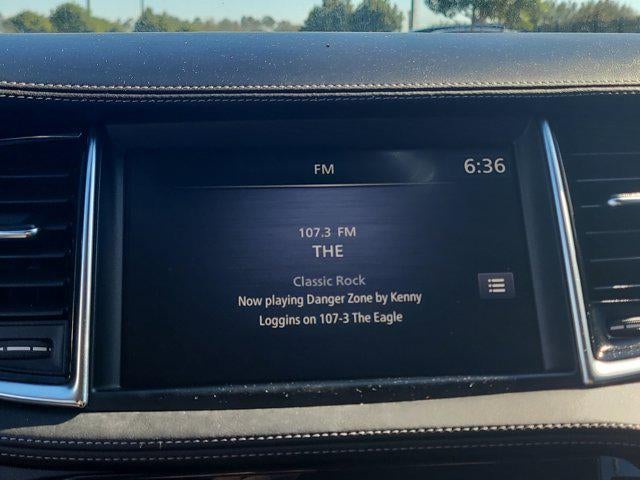 FM 6:36
107.3 FM
THE
Classic Rock
Now playing Danger Zone by Kenny
Loggins on 107-3 The Eagle